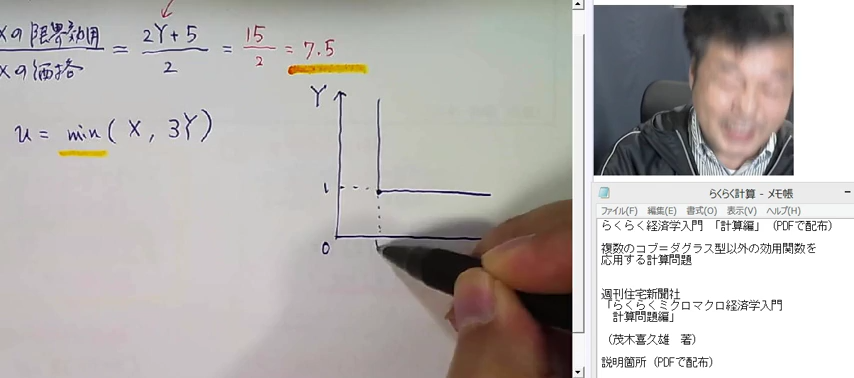 Xの限界効用
Xの価格
= 2Y+5 / 2 = 15 / 2 = 7.5
u = min ( X , 3Y )
Y
1
0
らくらく計算 - メモ帳
ファイル(F) 編集(E) 書式(O) 表示(V) ヘルプ(H)
らくらく経済学入門 「計算編」(PDFで配布)
複数のコブ=ダグラス型以外の効用関数を
応用する計算問題
週刊住宅新聞社
「らくらくミクロマクロ経済学入門
計算問題編」
(茂木喜久雄 著)
説明箇所(PDFで配布)